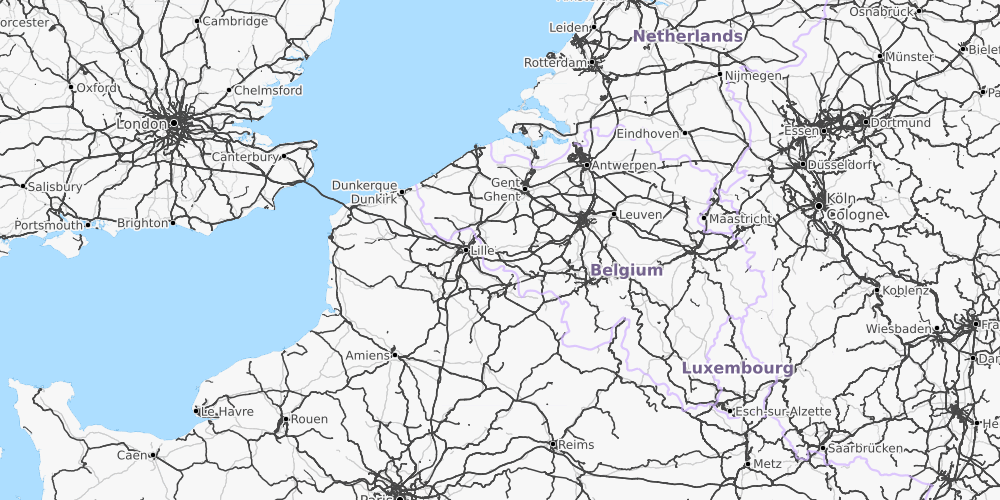 Cambridge
Leiden
Netherlands
Osnabrück
Rotterdam
Münster
Nijmegen
Oxford
Chelmsford
London
Eindhoven
Essen
Dortmund
Canterbury
Antwerpen
Düsseldorf
Salisbury
Dunkerque
Dunkirk
Gent
Ghent
Köln
Cologne
Portsmouth
Brighton
Leuven
Maastricht
Lille
Belgium
Koblenz
Wiesbaden
Fra
Amiens
Luxembourg
Dar
Le Havre
Rouen
Esch-sur-Alzette
He
Caen
Reims
Saarbrücken
Metz
Paris